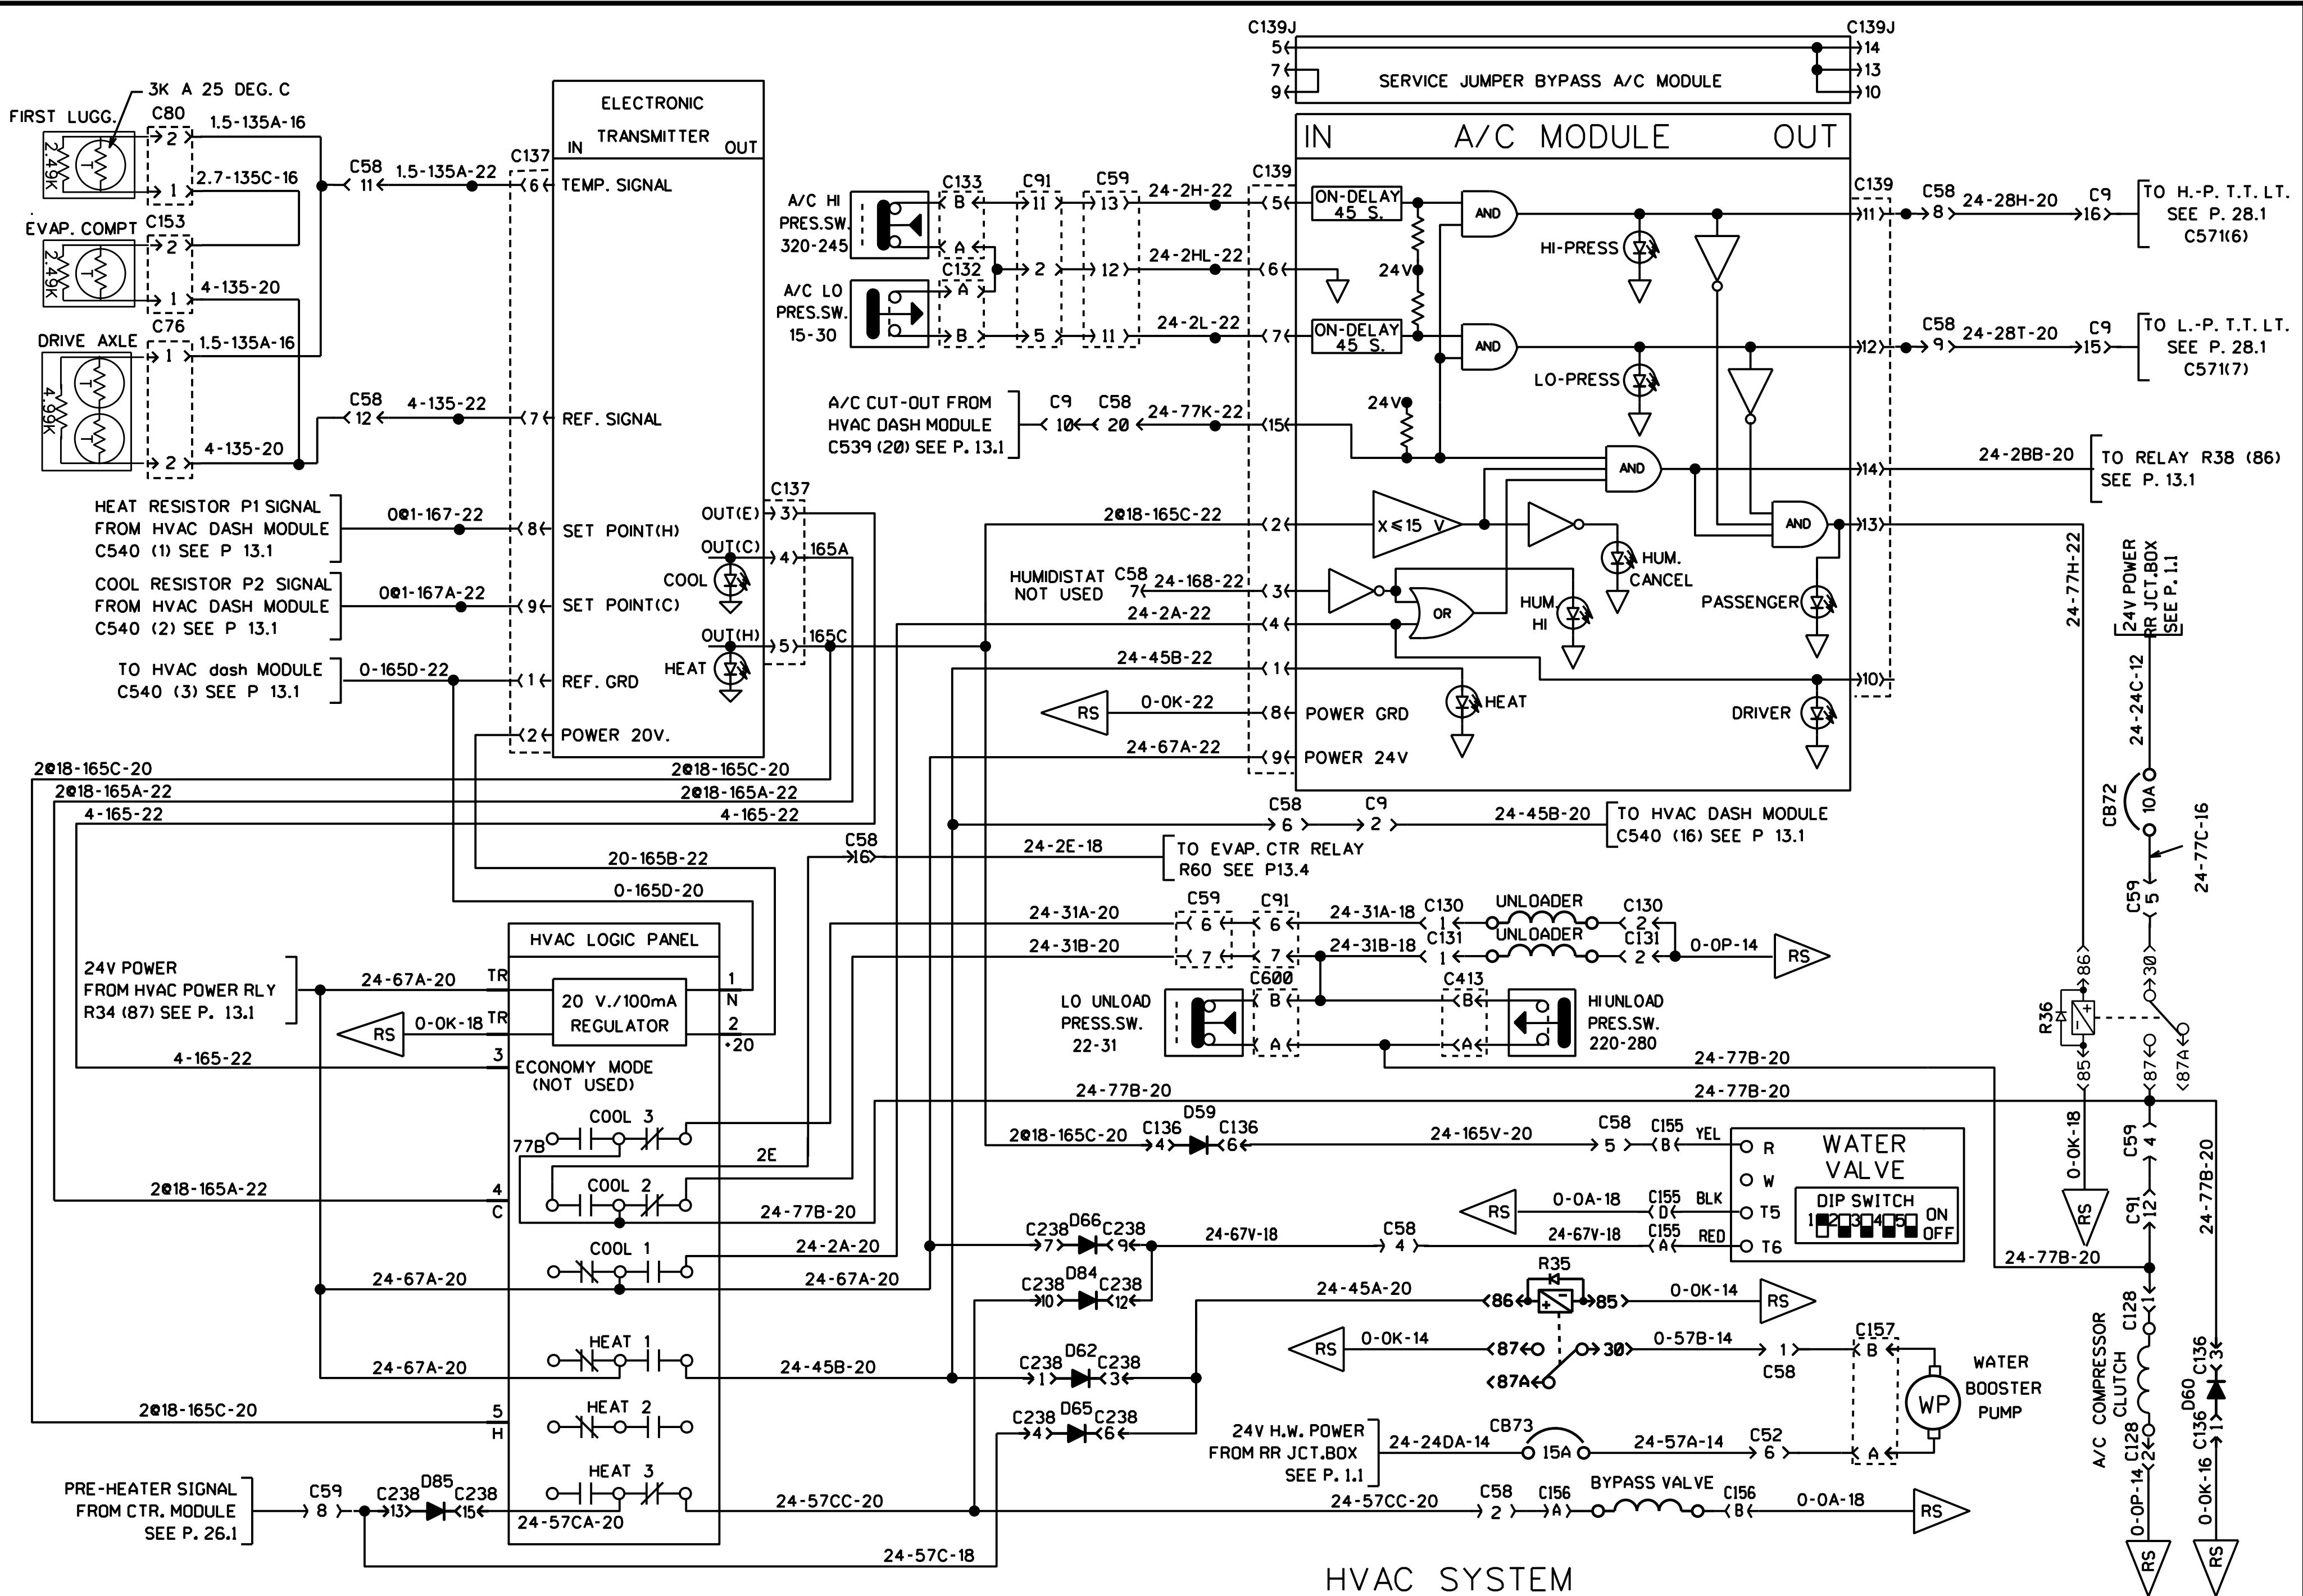 C139J
C139J
5
14
7
13
9
10
SERVICE JUMPER BYPASS A/C MODULE
3K A 25 DEG. C
FIRST LUGG.
C80
2
1.5-135A-16
2.49K
T
1
2.7-135C-16
EVAP. COMPT
C153
2
2.49K
T
1
4-135-20
DRIVE AXLE
C76
1
1.5-135A-16
4.99K
T
T
2
4-135-20
C58
11
1.5-135A-22
C58
12
4-135-22
ELECTRONIC
TRANSMITTER
IN
OUT
C137
6
TEMP. SIGNAL
7
REF. SIGNAL
8
SET POINT(H)
9
SET POINT(C)
1
REF. GRD
2
POWER 20V.
C137
OUT(E)
3
OUT(C)
4
165A
COOL
OUT(H)
5
165C
HEAT
HEAT RESISTOR P1 SIGNAL
FROM HVAC DASH MODULE
C540 (1) SEE P 13.1
0@1-167-22
COOL RESISTOR P2 SIGNAL
FROM HVAC DASH MODULE
C540 (2) SEE P 13.1
0@1-167A-22
TO HVAC dash MODULE
C540 (3) SEE P 13.1
0-165D-22
A/C HI
PRES.SW.
320-245
C133
B
A
A/C LO
PRES.SW.
15-30
C132
A
B
C91
11
2
5
C59
13
12
11
24-2H-22
24-2HL-22
24-2L-22
A/C CUT-OUT FROM
HVAC DASH MODULE
C539 (20) SEE P. 13.1
C9
10
C58
20
24-77K-22
2@18-165C-22
HUMIDISTAT
NOT USED
C58
7
24-168-22
24-2A-22
24-45B-22
RS
0-0K-22
24-67A-22
IN
A/C MODULE
OUT
C139
5
ON-DELAY
45 S.
AND
6
24V
HI-PRESS
7
ON-DELAY
45 S.
AND
LO-PRESS
24V
15
AND
2
X ≤ 15 V
HUM.
CANCEL
AND
3
4
OR
HUM.
HI
PASSENGER
1
HEAT
8
POWER GRD
9
POWER 24V
DRIVER
C139
11
12
14
13
10
C58
8
24-28H-20
C9
16
TO H.-P. T.T. LT.
SEE P. 28.1
C571(6)
C58
9
24-28T-20
C9
15
TO L.-P. T.T. LT.
SEE P. 28.1
C571(7)
24-2BB-20
TO RELAY R38 (86)
SEE P. 13.1
24-77H-22
24V POWER
RR JCT.BOX
SEE P. 1.1
24-24C-12
CB72
10A
24-77C-16
C59
5
2@18-165C-20
2@18-165C-20
2@18-165A-22
2@18-165A-22
4-165-22
4-165-22
C58
16
24-2E-18
TO EVAP. CTR RELAY
R60 SEE P13.4
C58
6
C9
2
24-45B-20
TO HVAC DASH MODULE
C540 (16) SEE P 13.1
20-165B-22
0-165D-20
24-31A-20
24-31B-20
C59
6
7
C91
6
7
24-31A-18
24-31B-18
C130
1
UNLOADER
C130
2
C131
1
UNLOADER
C131
2
0-0P-14
RS
LO UNLOAD
PRESS.SW.
22-31
C600
B
A
C413
B
A
HI UNLOAD
PRES.SW.
220-280
R36
86
30
85
87
87A
24V POWER
FROM HVAC POWER RLY
R34 (87) SEE P. 13.1
24-67A-20
RS
0-0K-18
HVAC LOGIC PANEL
TR
TR
20 V./100mA
REGULATOR
1
N
2
+20
4-165-22
3
ECONOMY MODE
(NOT USED)
COOL 3
77B
2E
COOL 2
2@18-165A-22
4
C
24-77B-20
24-77B-20
24-77B-20
24-77B-20
COOL 1
24-2A-20
24-67A-20
24-67A-20
HEAT 1
24-67A-20
24-45B-20
2@18-165C-20
5
H
HEAT 2
HEAT 3
PRE-HEATER SIGNAL
FROM CTR. MODULE
SEE P. 26.1
C59
8
C238
13
D85
C238
15
24-57CA-20
24-57CC-20
24-57C-18
2@18-165C-20
C136
4
D59
C136
6
24-165V-20
C58
5
C155
B
YEL
R
WATER
VALVE
W
RS
0-0A-18
C155
D
BLK
T5
DIP SWITCH
1 2 3 4 5
ON
OFF
C238
7
D66
C238
9
24-67V-18
C58
4
24-67V-18
C155
A
RED
T6
C238
10
D84
C238
12
24-45A-20
R35
86
85
0-0K-14
RS
RS
0-0K-14
87
30
0-57B-14
1
C58
87A
C157
B
A
WP
WATER
BOOSTER
PUMP
C238
1
D62
C238
3
C238
4
D65
C238
6
24V H.W. POWER
FROM RR JCT.BOX
SEE P. 1.1
24-24DA-14
CB73
15A
24-57A-14
C52
6
24-57CC-20
C58
2
C156
A
BYPASS VALVE
C156
B
0-0A-18
RS
0-0K-18
RS
C59
4
C91
12
24-77B-20
24-77B-20
C128
1
A/C COMPRESSOR
CLUTCH
C128
2
0-0P-14
RS
C136
3
D60
C136
1
0-0K-16
RS
HVAC SYSTEM